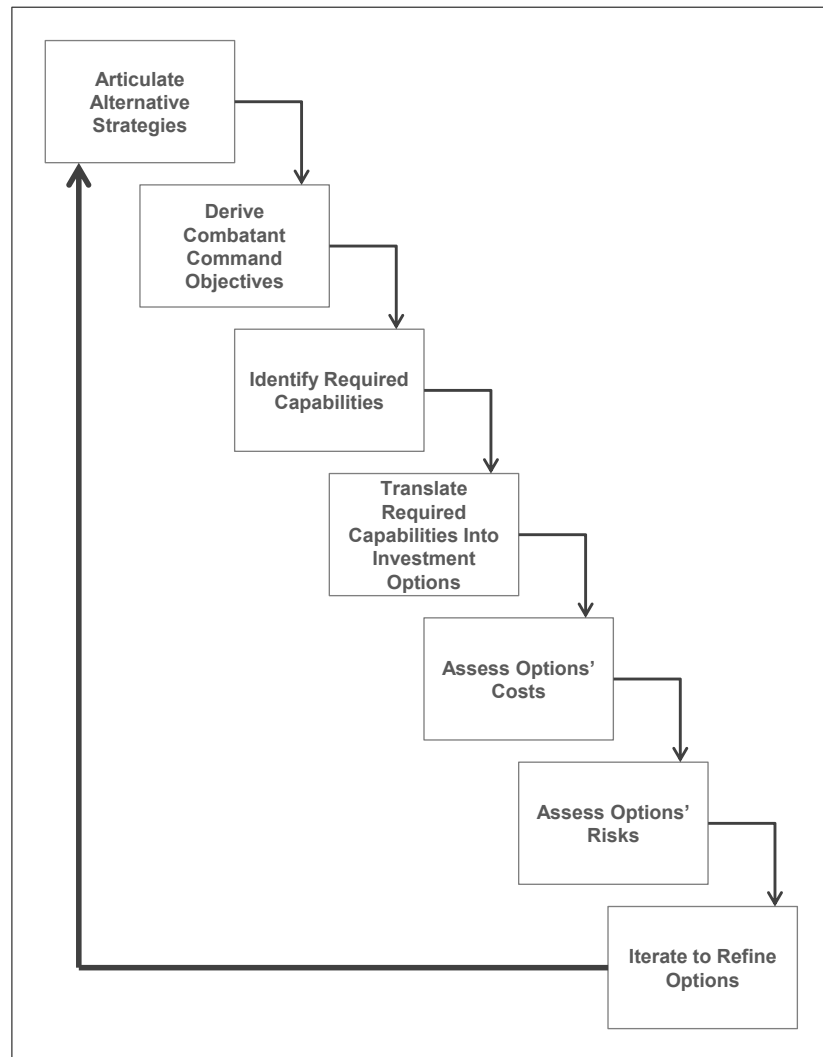 Articulate
Alternative
Strategies
Derive
Combatant
Command
Objectives
Identify Required
Capabilities
Translate
Required
Capabilities Into
Investment
Options
Assess Options’
Costs
Assess Options’
Risks
Iterate to Refine
Options